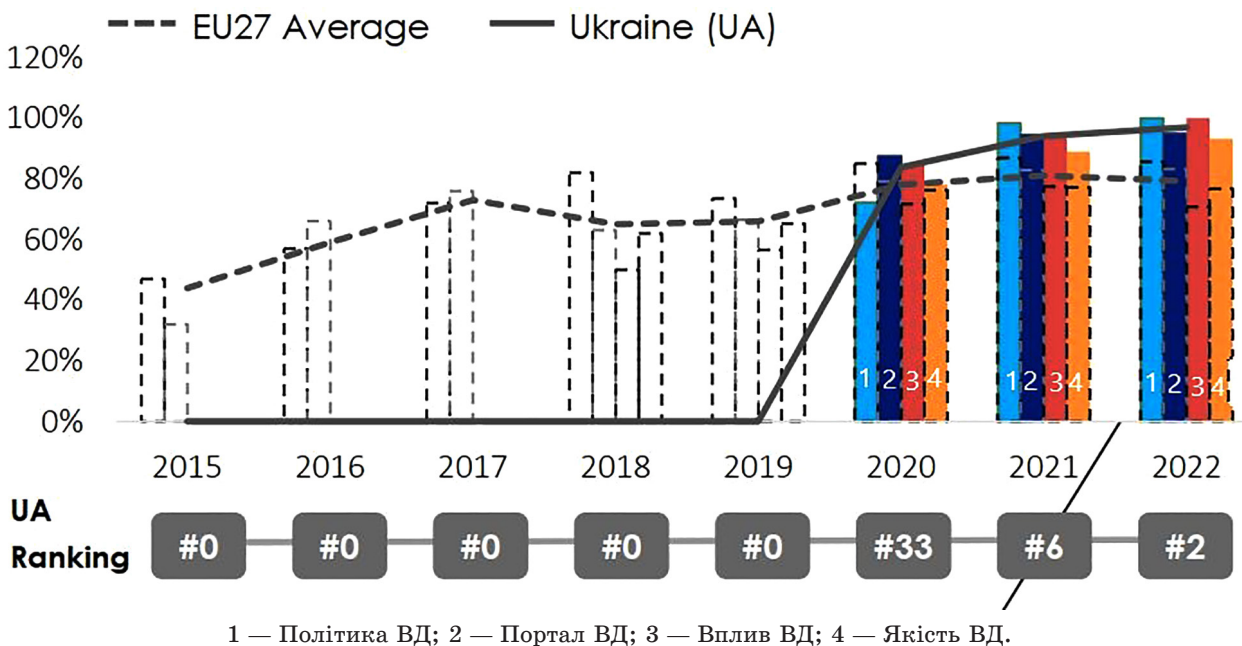 EU27 Average Ukraine (UA)
120%
100%
80%
60%
40%
20%
0%
1 2 3 4 1 2 3 4 1 2 3 4
2015 2016 2017 2018 2019 2020 2021 2022
UA
Ranking
#0 #0 #0 #0 #0 #33 #6 #2
1 — Політика ВД; 2 — Портал ВД; 3 — Вплив ВД; 4 — Якість ВД.